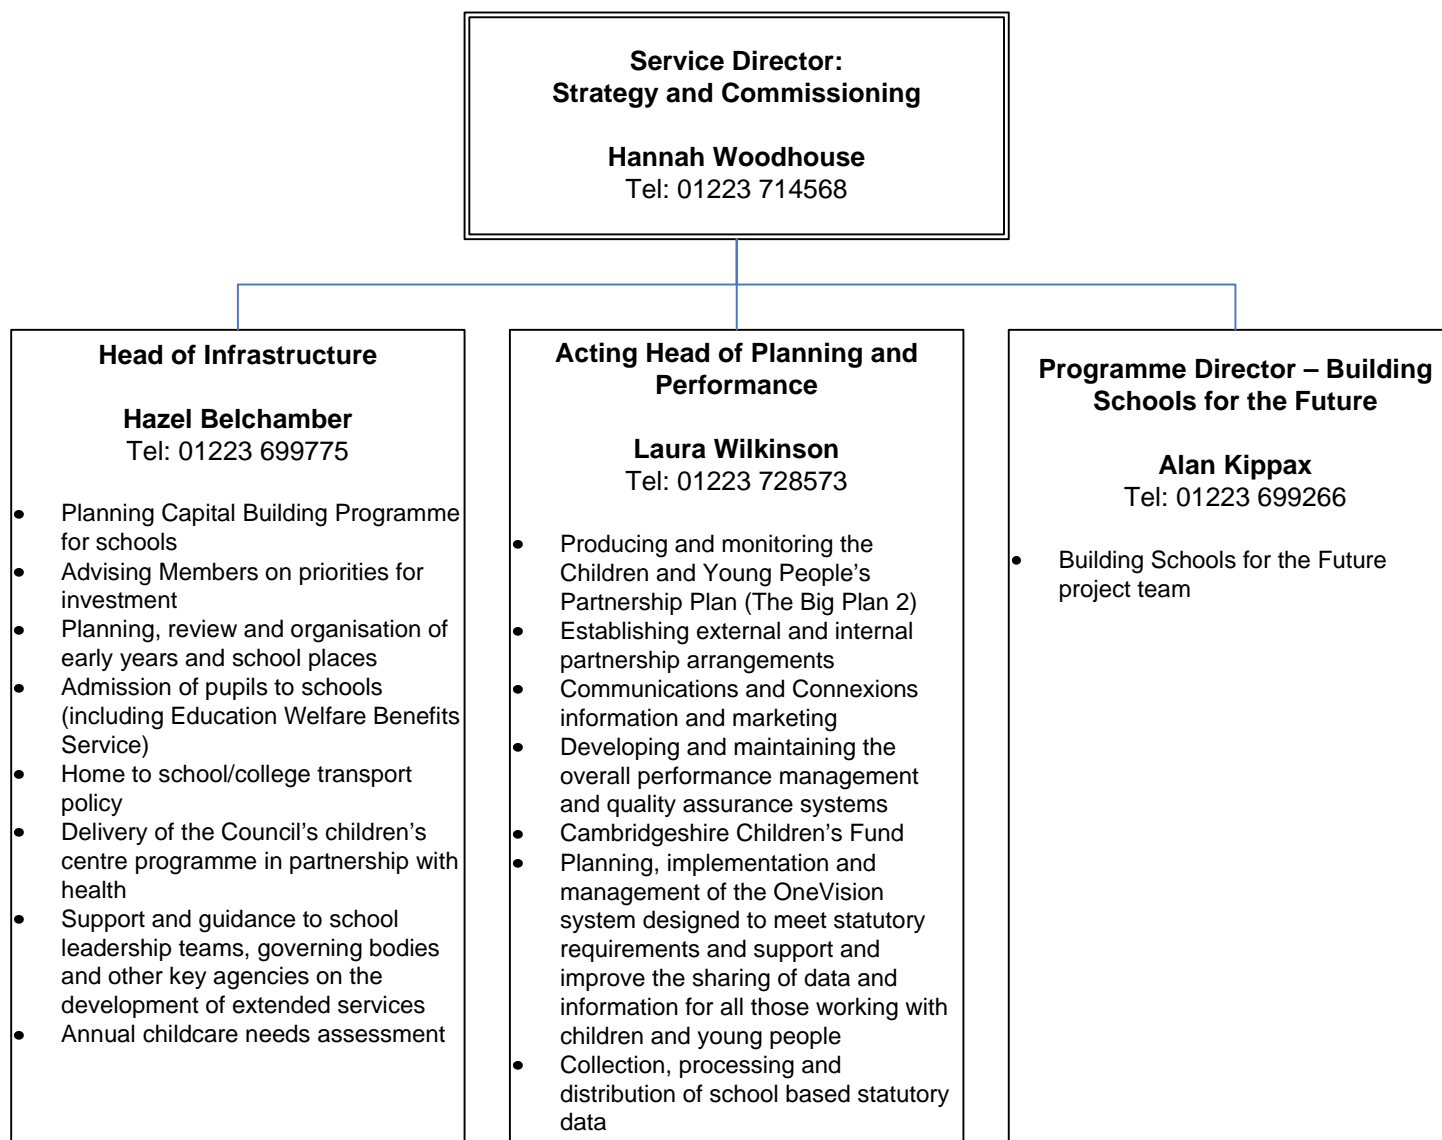 Service Director:
Strategy and Commissioning
Hannah Woodhouse
Tel: 01223 714568
Head of Infrastructure
Hazel Belchamber
Tel: 01223 699775
• Planning Capital Building Programme
for schools
• Advising Members on priorities for
investment
• Planning, review and organisation of
early years and school places
• Admission of pupils to schools
(including Education Welfare Benefits
Service)
• Home to school/college transport
policy
• Delivery of the Council’s children’s
centre programme in partnership with
health
• Support and guidance to school
leadership teams, governing bodies
and other key agencies on the
development of extended services
• Annual childcare needs assessment
Acting Head of Planning and
Performance
Laura Wilkinson
Tel: 01223 728573
• Producing and monitoring the
Children and Young People’s
Partnership Plan (The Big Plan 2)
• Establishing external and internal
partnership arrangements
• Communications and Connexions
information and marketing
• Developing and maintaining the
overall performance management
and quality assurance systems
• Cambridgeshire Children’s Fund
• Planning, implementation and
management of the OneVision
system designed to meet statutory
requirements and support and
improve the sharing of data and
information for all those working with
children and young people
• Collection, processing and
distribution of school based statutory
data
Programme Director – Building
Schools for the Future
Alan Kippax
Tel: 01223 699266
• Building Schools for the Future
project team